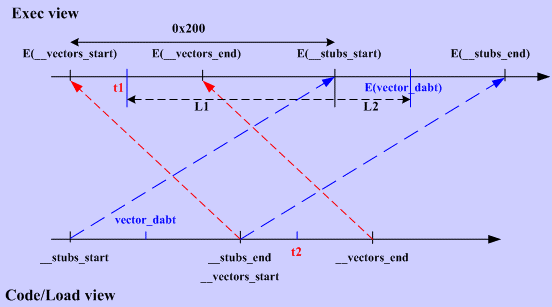 Exec view
0x200
E(__vectors_start) E(__vectors_end) E(__stubs_start) E(__stubs_end)
t1 E(vector_dabt)
L1 L2
vector_dabt
t2
__stubs_start __stubs_end __vectors_end
__vectors_start
Code/Load view